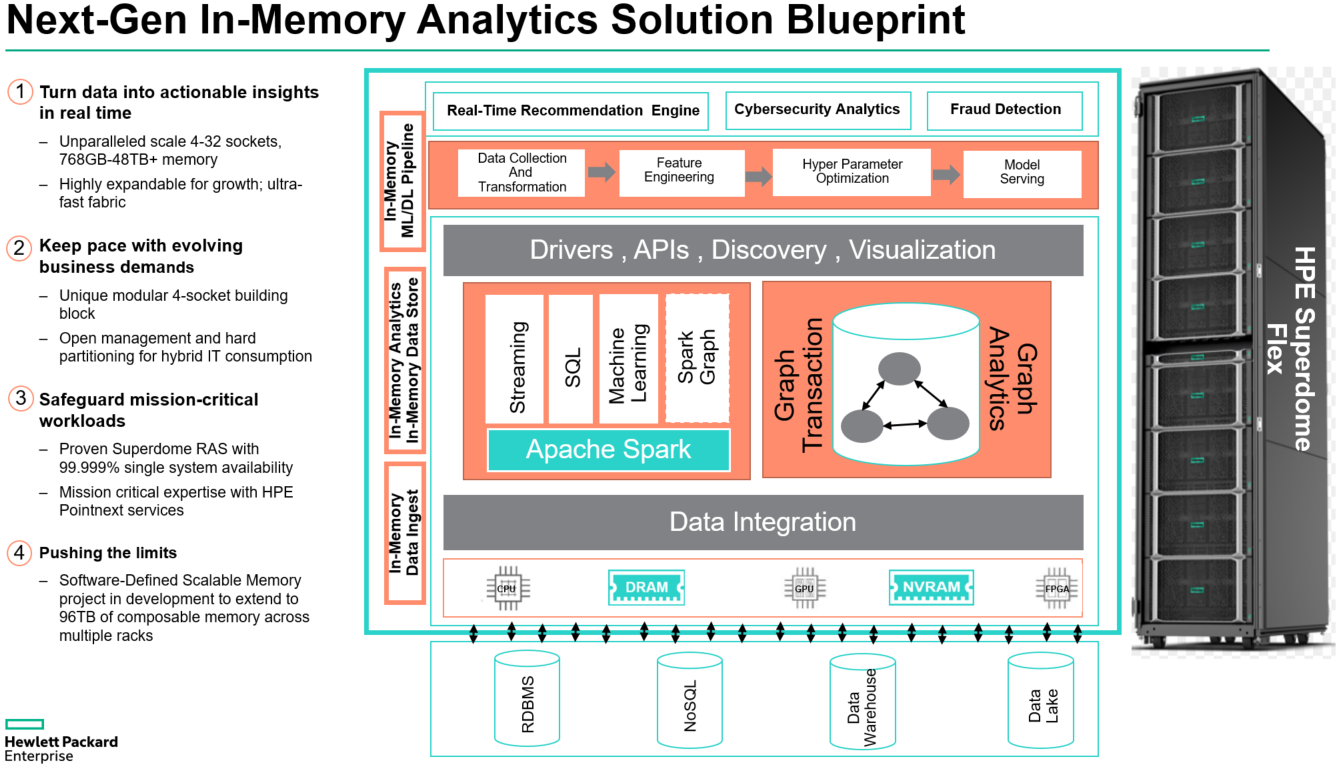 Next-Gen In-Memory Analytics Solution Blueprint
1 Turn data into actionable insights
in real time
– Unparalleled scale 4-32 sockets,
768GB-48TB+ memory
– Highly expandable for growth; ultra-
fast fabric
2 Keep pace with evolving
business demands
– Unique modular 4-socket building
block
– Open management and hard
partitioning for hybrid IT consumption
3 Safeguard mission-critical
workloads
– Proven Superdome RAS with
99.999% single system availability
– Mission critical expertise with HPE
Pointnext services
4 Pushing the limits
– Software-Defined Scalable Memory
project in development to extend to
96TB of composable memory across
multiple racks
Hewlett Packard
Enterprise
In-Memory
ML/DL Pipeline
In-Memory Analytics
In-Memory Data Store
In-Memory
Data Ingest
Real-Time Recommendation Engine
Cybersecurity Analytics
Fraud Detection
Data Collection
And
Transformation
Feature
Engineering
Hyper Parameter
Optimization
Model
Serving
Drivers , APIs , Discovery , Visualization
Streaming
SQL
Machine
Learning
Spark
Graph
Apache Spark
Graph
Transaction
Graph
Analytics
Data Integration
CPU
DRAM
GPU
NVRAM
FPGA
RDBMS
NoSQL
Data
Warehouse
Data
Lake
HPE Superdome
Flex